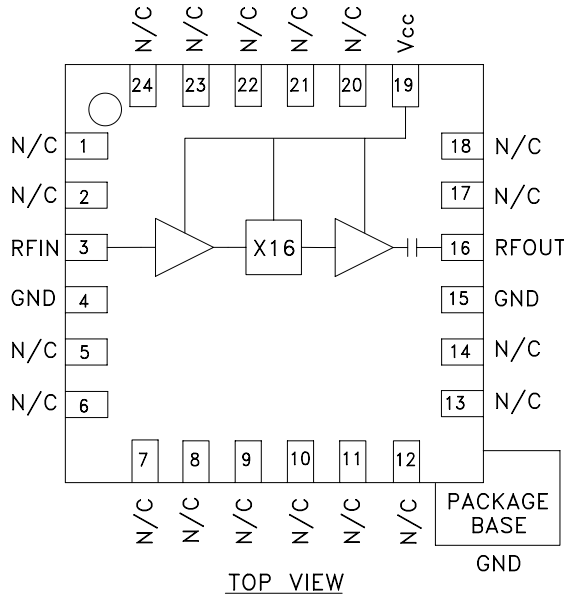 N/C N/C N/C N/C N/C Vcc
24 23 22 21 20 19
N/C 1 18 N/C
N/C 2 17 N/C
RFIN 3 X16 16 RFOUT
GND 4 15 GND
N/C 5 14 N/C
N/C 6 13 N/C
7 8 9 10 11 12
N/C N/C N/C N/C N/C N/C
PACKAGE
BASE
GND
TOP VIEW